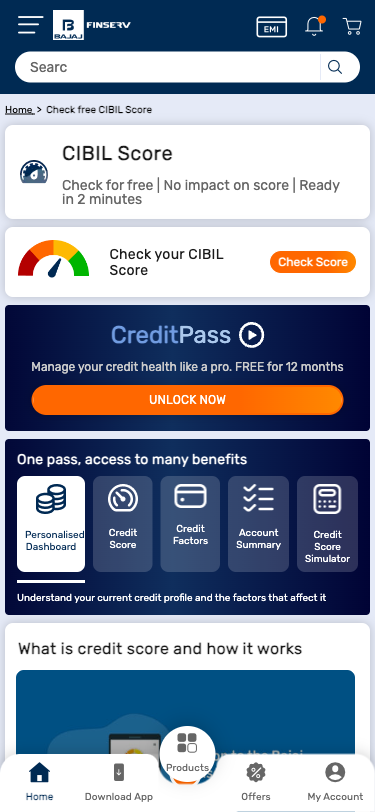 B
BAJAJ FINSERV
EMI
Searc
Home > Check free CIBIL Score
CIBIL Score
Check for free | No impact on score | Ready
in 2 minutes
Check your CIBIL
Score
Check Score
CreditPass
Manage your credit health like a pro. FREE for 12 months
UNLOCK NOW
One pass, access to many benefits
Personalised
Dashboard
Credit
Score
Credit
Factors
Account
Summary
Credit
Score
Simulator
Understand your current credit profile and the factors that affect it
What is credit score and how it works
to the Bajaj
Home
Download App
Products
Offers
My Account